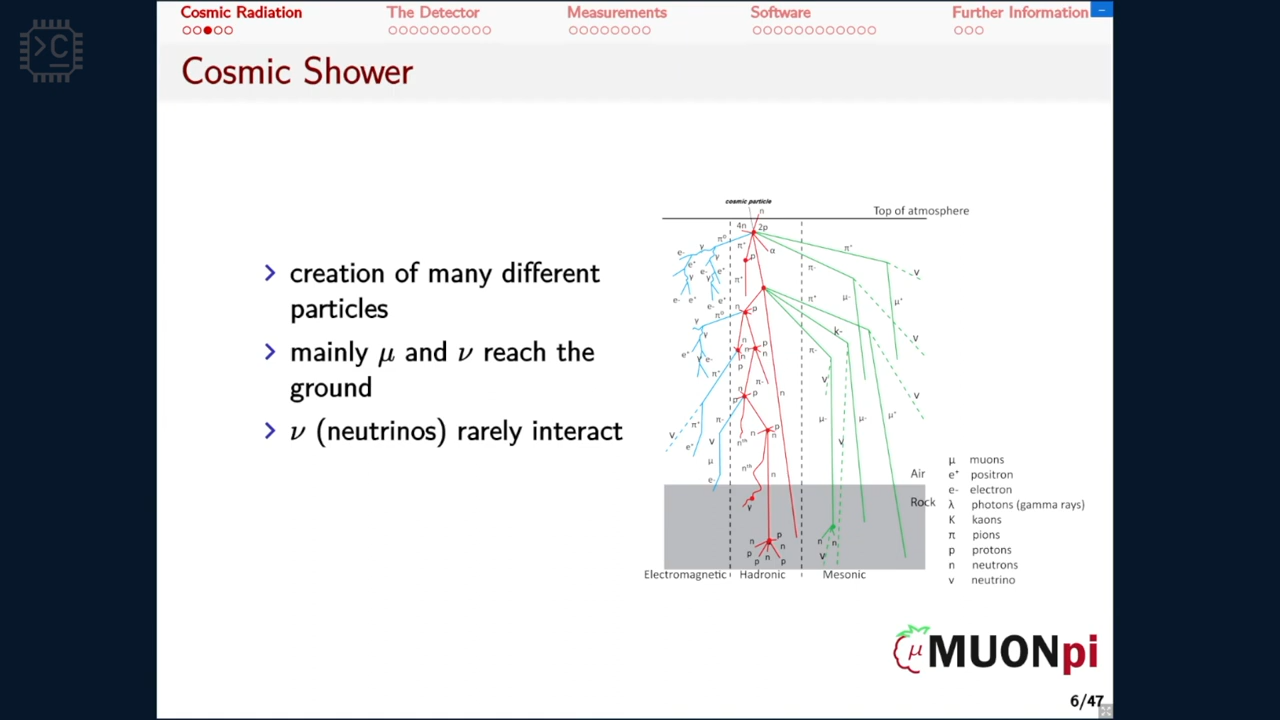 Cosmic Radiation The Detector Measurements Software Further Information
Cosmic Shower
creation of many different
particles
mainly μ and ν reach the
ground
ν (neutrinos) rarely interact
cosmic particle
Top of atmosphere
Air
Rock
Electromagnetic Hadronic Mesonic
μ muons
e⁺ positron
e- electron
λ photons (gamma rays)
K kaons
π pions
p protons
n neutrons
ν neutrino
μ MUONpi
6/47
>C_